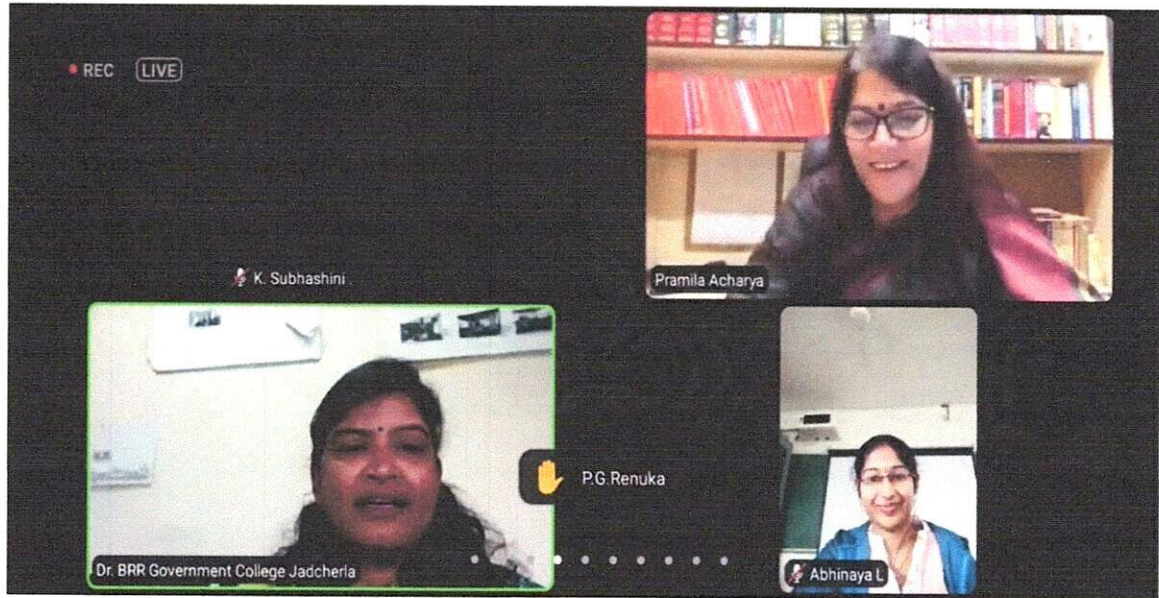 REC LIVE
K. Subhashini
Pramila Acharya
P.G.Renuka
Dr. BRR Government College Jadcherla
Abhinaya L